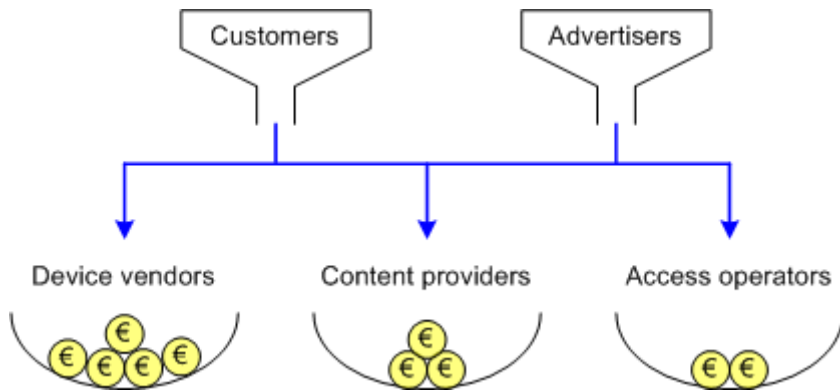 Customers
Advertisers
Device vendors
Content providers
Access operators
€ € € € €
€ € €
€ €